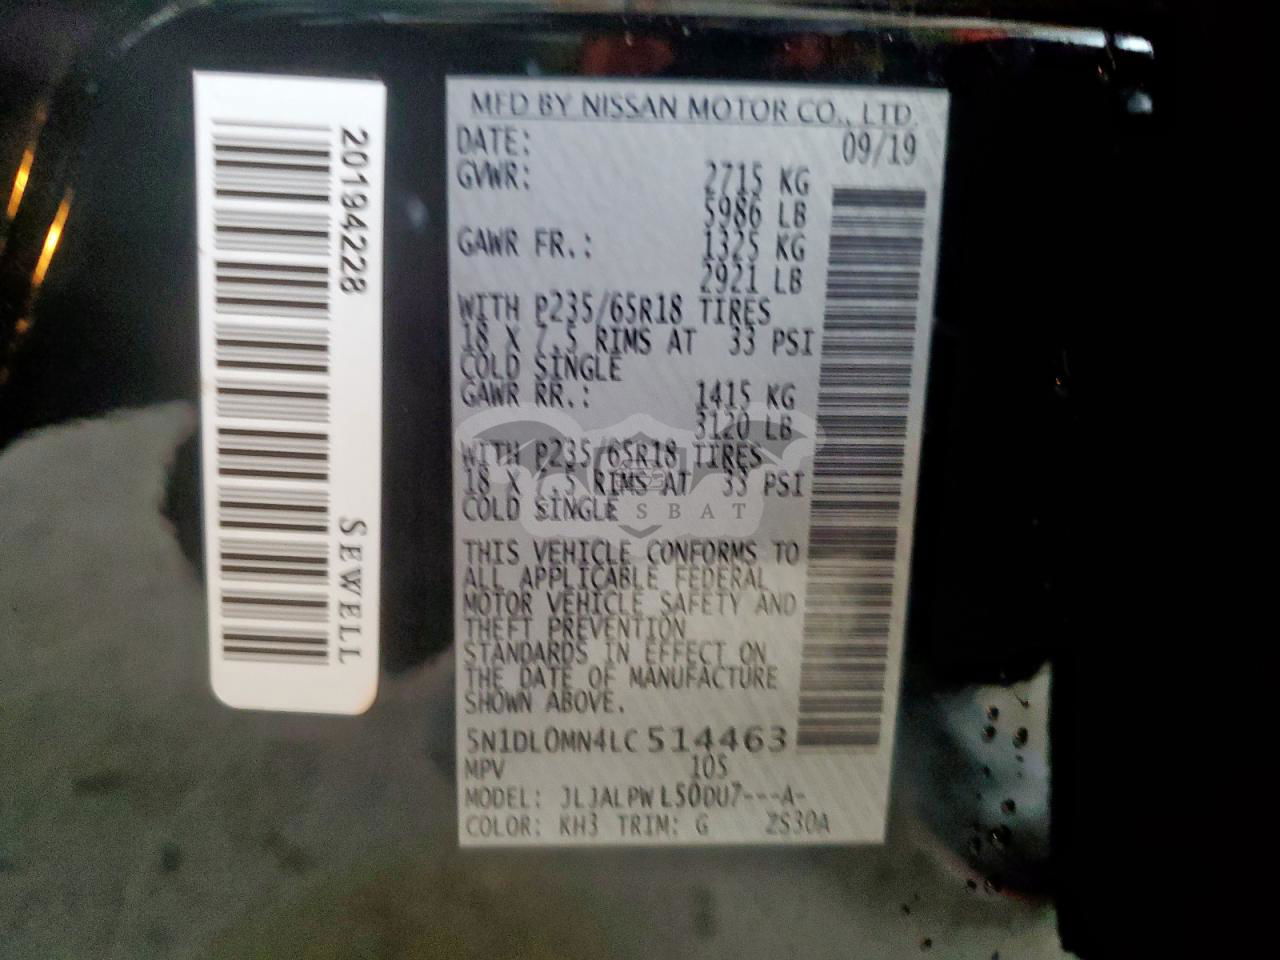 20194228
SEWELL
MFD BY NISSAN MOTOR CO., LTD.
DATE: 09/19
GVWR: 2715 KG
5986 LB
GAWR FR.: 1325 KG
2921 LB
WITH P235/65R18 TIRES
18 X 7.5 RIMS AT 33 PSI
COLD SINGLE
GAWR RR.: 1415 KG
3120 LB
WITH P235/65R18 TIRES
18 X 7.5 RIMS AT 33 PSI
COLD SINGLE
SBAT
THIS VEHICLE CONFORMS TO
ALL APPLICABLE FEDERAL
MOTOR VEHICLE SAFETY AND
THEFT PREVENTION
STANDARDS IN EFFECT ON
THE DATE OF MANUFACTURE
SHOWN ABOVE.
5N1DL0MN4LC514463
MPV 105
MODEL: JLJALPWL50DU7---A-
COLOR: KH3 TRIM: G ZS30A